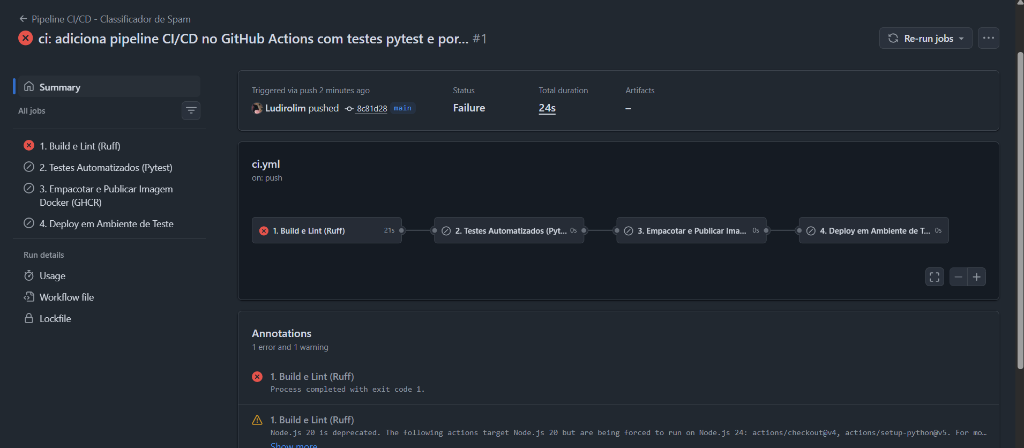 ← Pipeline CI/CD - Classificador de Spam
ci: adiciona pipeline CI/CD no GitHub Actions com testes pytest e por... #1
Re-run jobs
Summary
All jobs
1. Build e Lint (Ruff)
2. Testes Automatizados (Pytest)
3. Empacotar e Publicar Imagem
Docker (GHCR)
4. Deploy em Ambiente de Teste
Run details
Usage
Workflow file
Lockfile
Triggered via push 2 minutes ago
Ludirolim pushed 8c81d28 main
Status
Failure
Total duration
24s
Artifacts
–
ci.yml
on: push
1. Build e Lint (Ruff) 21s
2. Testes Automatizados (Pyt... 0s
3. Empacotar e Publicar Ima... 0s
4. Deploy em Ambiente de T... 0s
Annotations
1 error and 1 warning
1. Build e Lint (Ruff)
Process completed with exit code 1.
1. Build e Lint (Ruff)
Node.js 20 is deprecated. The following actions target Node.js 20 but are being forced to run on Node.js 24: actions/checkout@v4, actions/setup-python@v5. For mo…
Show more